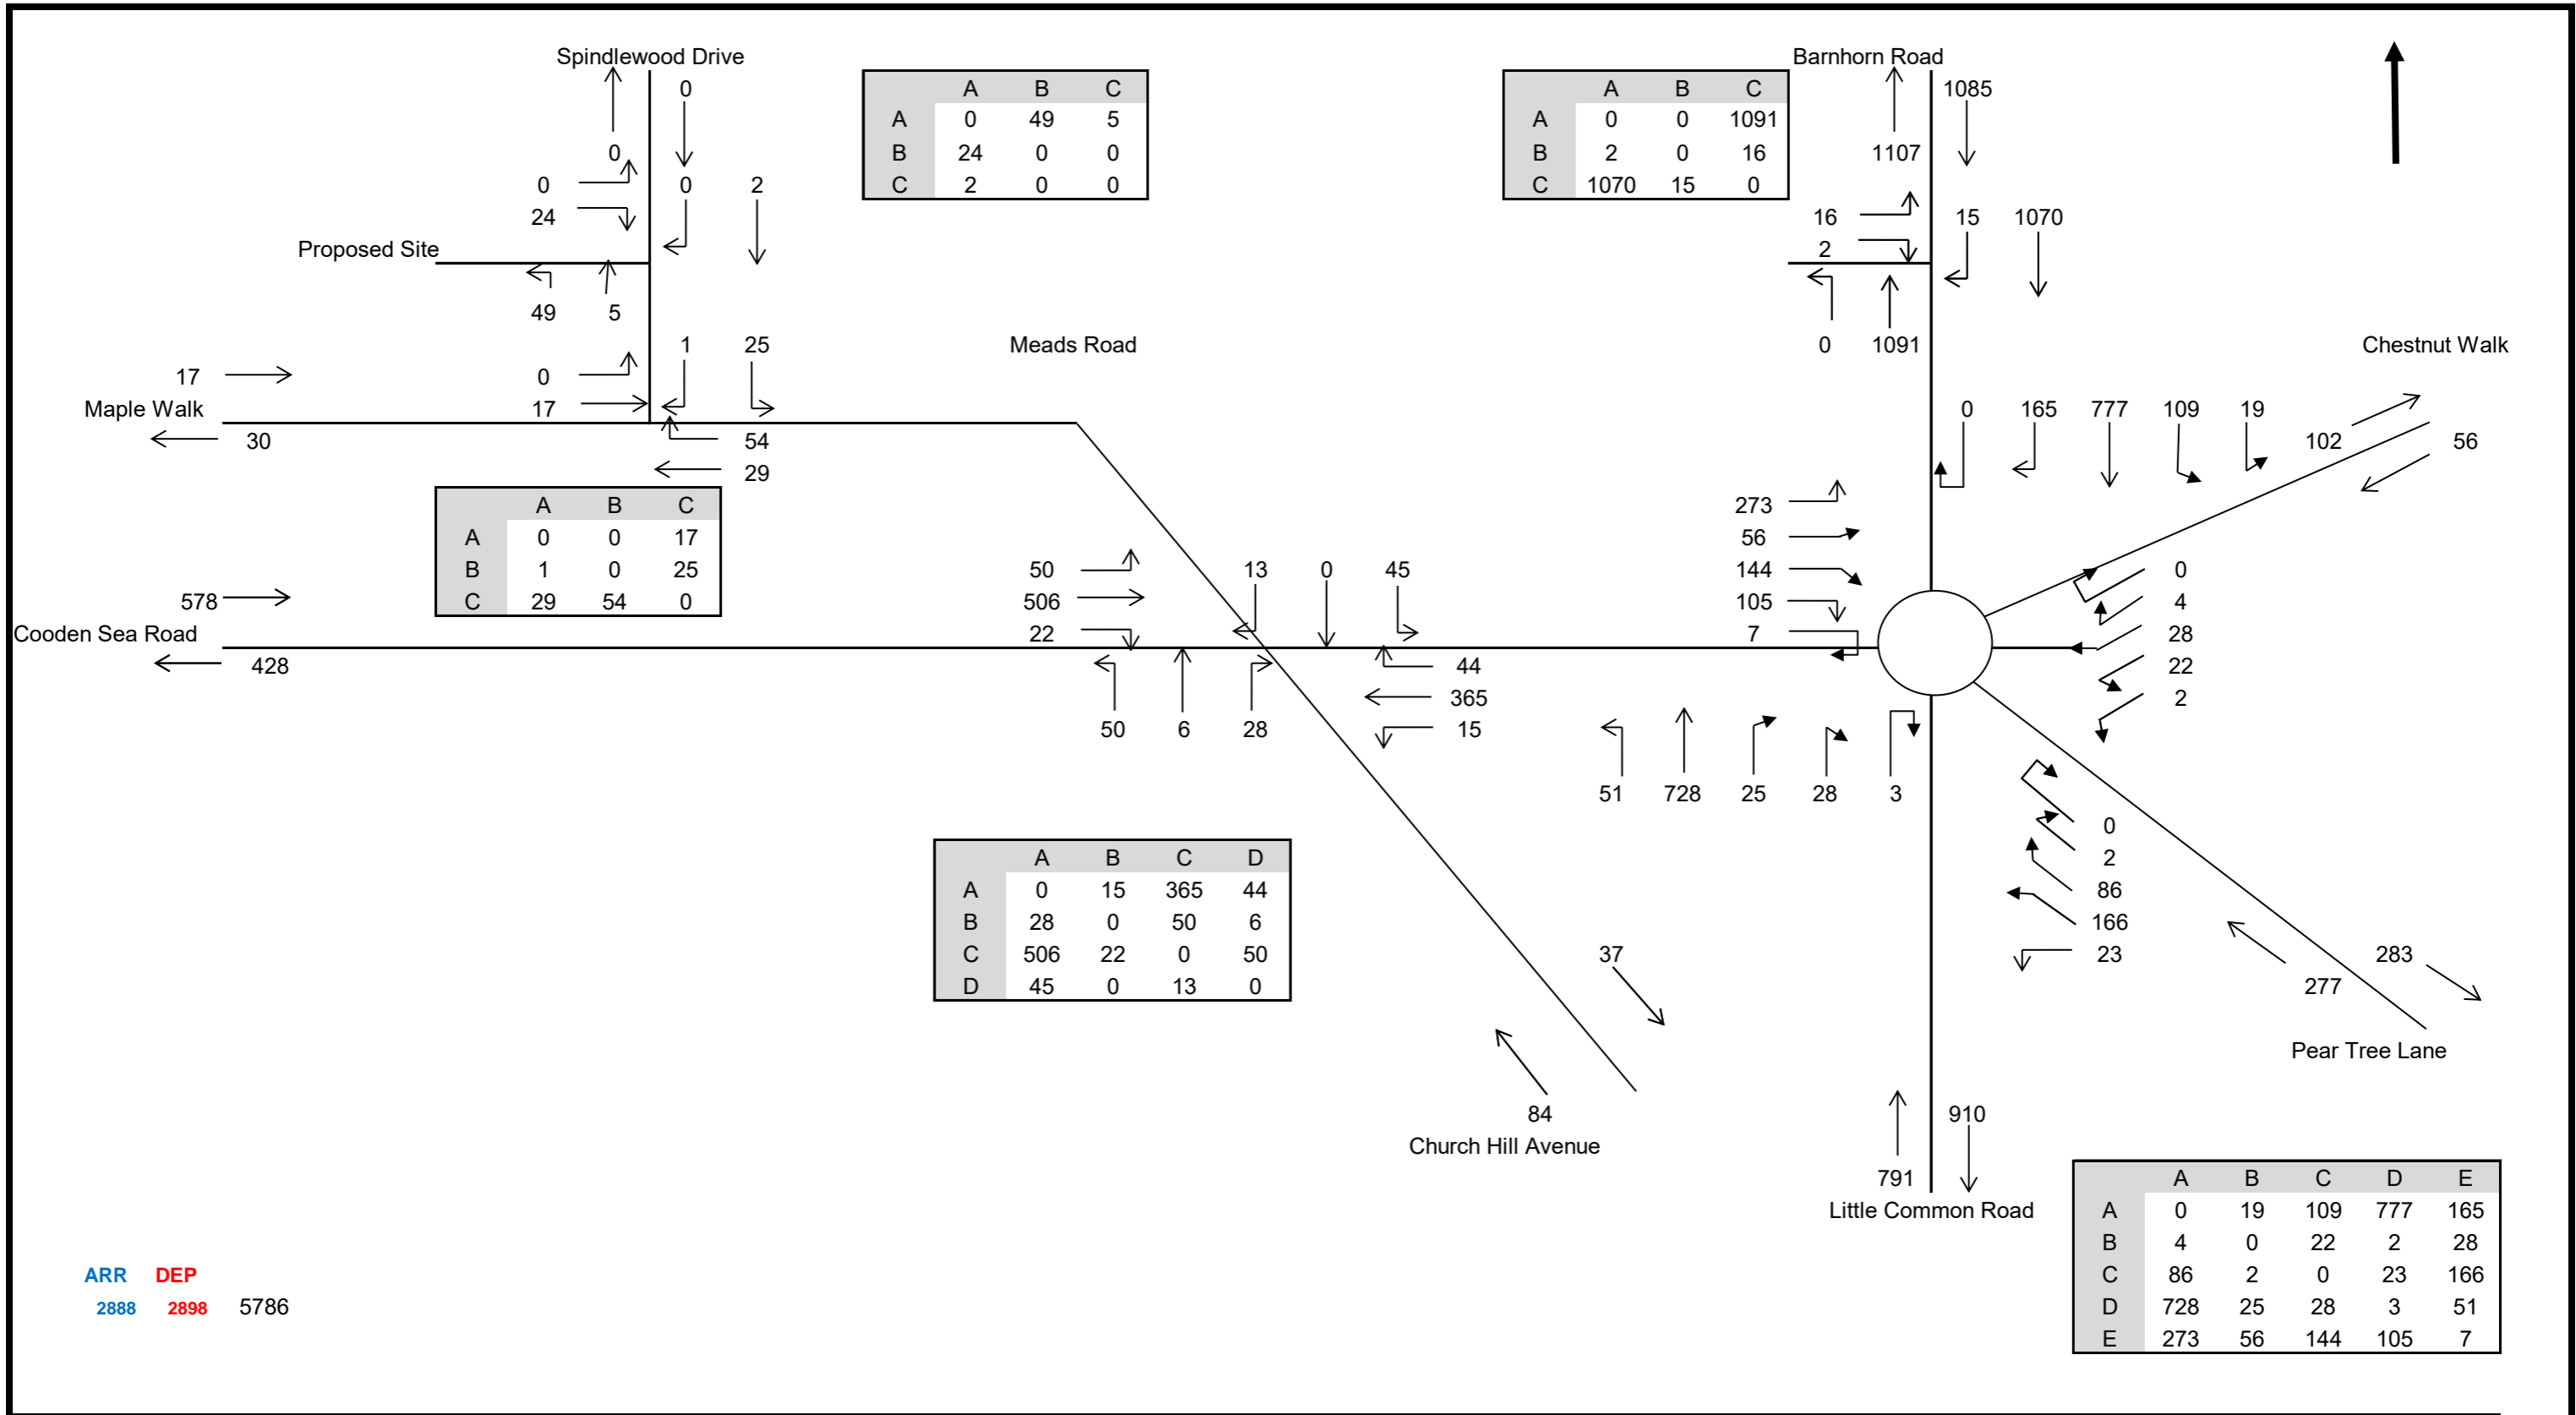 Spindlewood Drive
Barnhorn Road
0
1085
A B C
A 0 49 5
B 24 0 0
C 2 0 0
A B C
A 0 0 1091
B 2 0 16
C 1070 15 0
0
1107
0
0 2
24
16
15 1070
2
Proposed Site
49 5
1 25
Meads Road
0 1091
Chestnut Walk
17
0
Maple Walk
17
30
54
29
0 165 777 109 19
102
56
A B C
A 0 0 17
B 1 0 25
C 29 54 0
273
56
144
105
7
50
506
22
13 0 45
0
4
28
22
2
578
Cooden Sea Road
428
44
365
15
50 6 28
51 728 25 28 3
0
2
86
166
23
A B C D
A 0 15 365 44
B 28 0 50 6
C 506 22 0 50
D 45 0 13 0
37
283
277
Pear Tree Lane
84
Church Hill Avenue
910
791
Little Common Road
A B C D E
A 0 19 109 777 165
B 4 0 22 2 28
C 86 2 0 23 166
D 728 25 28 3 51
E 273 56 144 105 7
ARR DEP
2888 2898 5786